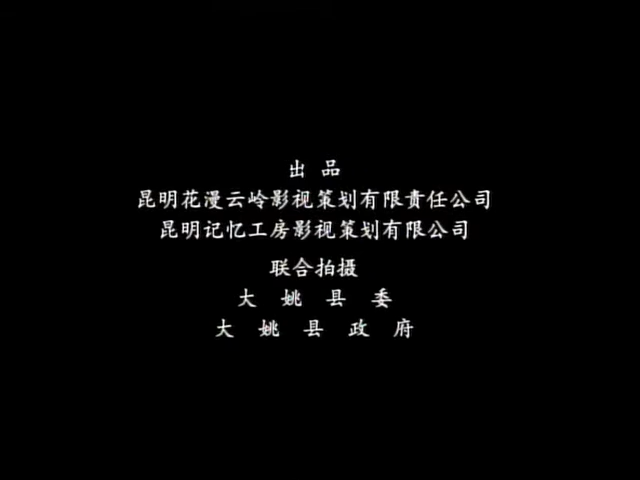 出 品
昆明花漫云岭影视策划有限责任公司
昆明记忆工房影视策划有限公司
联合拍摄
大 姚 县 委
大 姚 县 政 府